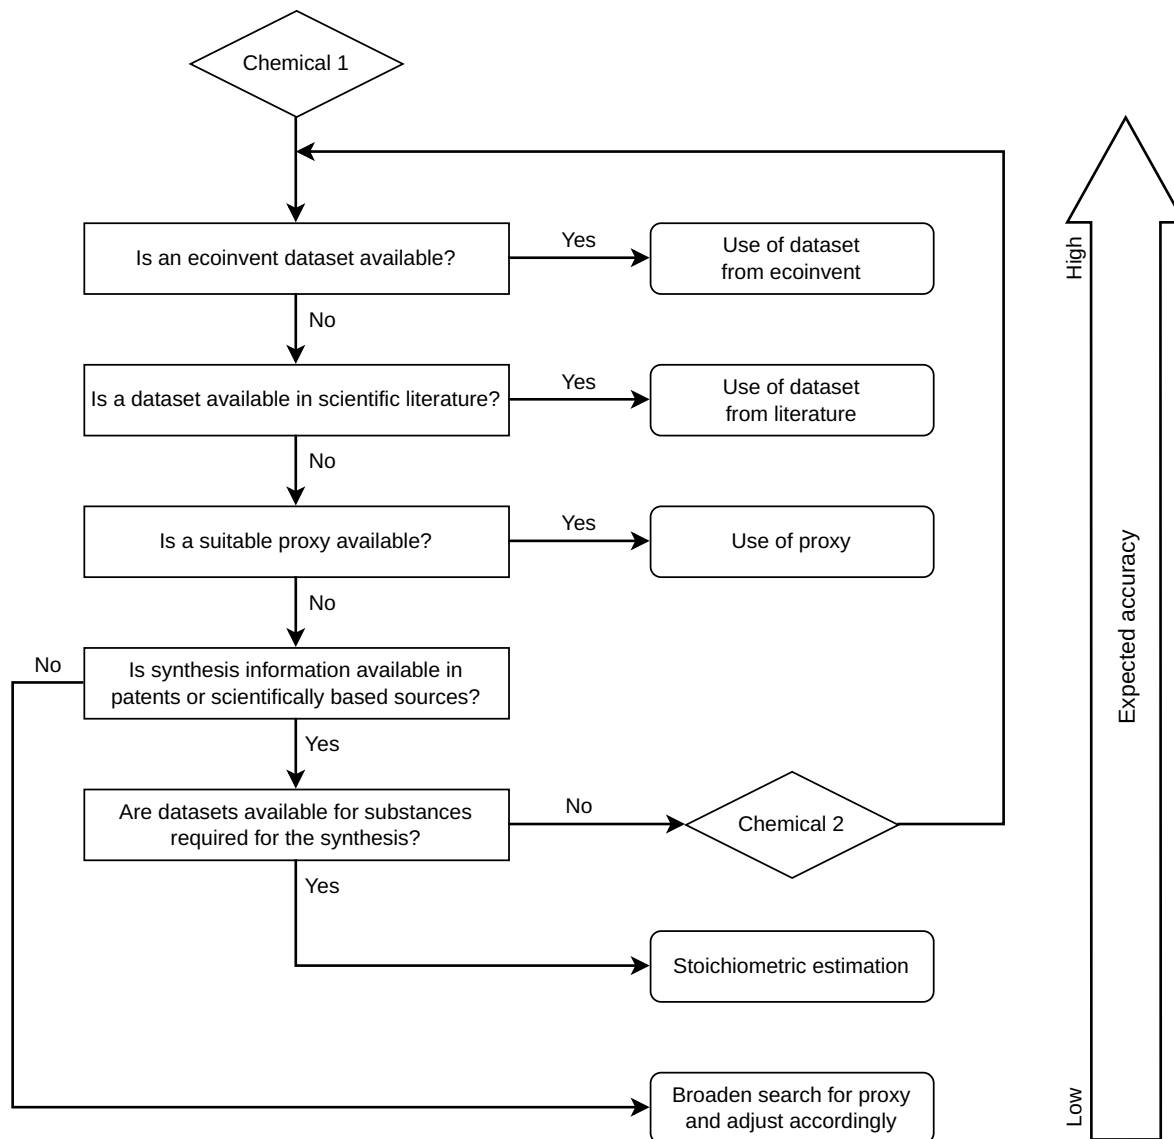 Chemical 1
Is an ecoinvent dataset available?
Yes
Use of dataset
from ecoinvent
High
No
Is a dataset available in scientific literature?
Yes
Use of dataset
from literature
No
Is a suitable proxy available?
Yes
Use of proxy
Expected accuracy
No
No
Is synthesis information available in
patents or scientifically based sources?
Yes
Are datasets available for substances
required for the synthesis?
No
Chemical 2
Yes
Stoichiometric estimation
Broaden search for proxy
and adjust accordingly
Low